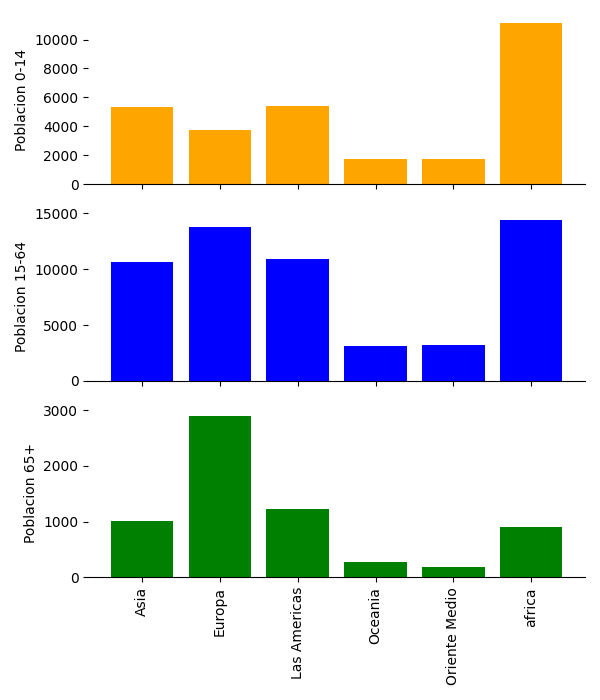 Poblacion 0-14
10000
8000
6000
4000
2000
0
Poblacion 15-64
15000
10000
5000
0
Poblacion 65+
3000
2000
1000
0
Asia
Europa
Las Americas
Oceania
Oriente Medio
africa